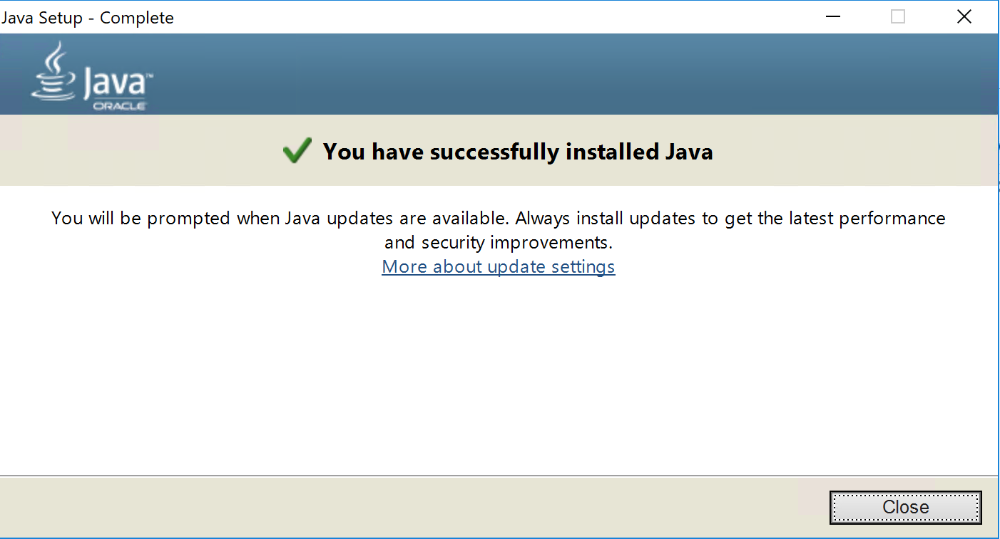 Java Setup - Complete
Java™
ORACLE
You have successfully installed Java
You will be prompted when Java updates are available. Always install updates to get the latest performance
and security improvements.
More about update settings
Close